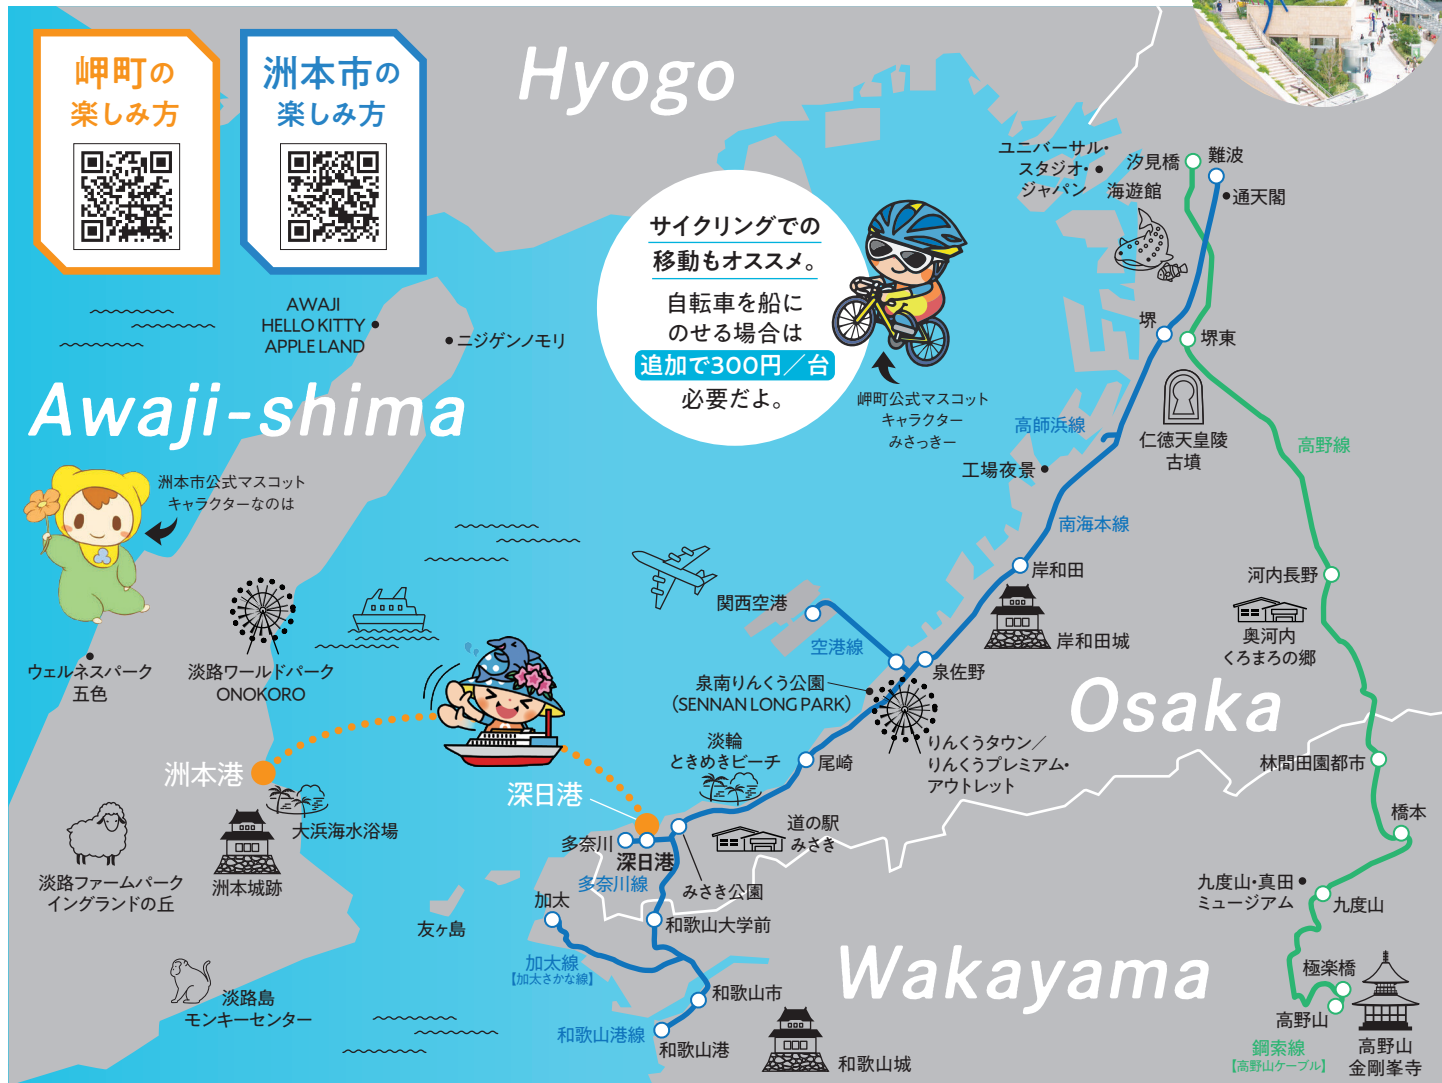 岬町の
楽しみ方
洲本市の
楽しみ方
Hyogo
ユニバーサル・
スタジオ・
ジャパン
海遊館
汐見橋
難波
通天閣
サイクリングでの
移動もオススメ。
自転車を船に
のせる場合は
追加で300円／台
必要だよ。
岬町公式マスコット
キャラクター
みさっきー
AWAJI
HELLO KITTY
APPLE LAND
ニジゲンノモリ
堺
堺東
Awaji-shima
仁徳天皇陵
古墳
高師浜線
高野線
工場夜景
洲本市公式マスコット
キャラクターなのは
南海本線
岸和田
岸和田城
河内長野
奥河内
くろまろの郷
関西空港
空港線
泉佐野
泉南りんくう公園
（SENNAN LONG PARK）
ウェルネスパーク
五色
淡路ワールドパーク
ONOKORO
Osaka
りんくうタウン／
りんくうプレミアム・
アウトレット
淡輪
ときめきビーチ
尾崎
林間田園都市
洲本港
深日港
大浜海水浴場
橋本
道の駅
みさき
多奈川
深日港
多奈川線
みさき公園
淡路ファームパーク
イングランドの丘
洲本城跡
九度山・真田
ミュージアム
九度山
友ヶ島
加太
和歌山大学前
加太線
【加太さかな線】
Wakayama
極楽橋
淡路島
モンキーセンター
和歌山市
高野山
和歌山港線
和歌山港
和歌山城
鋼索線
【高野山ケーブル】
高野山
金剛峯寺